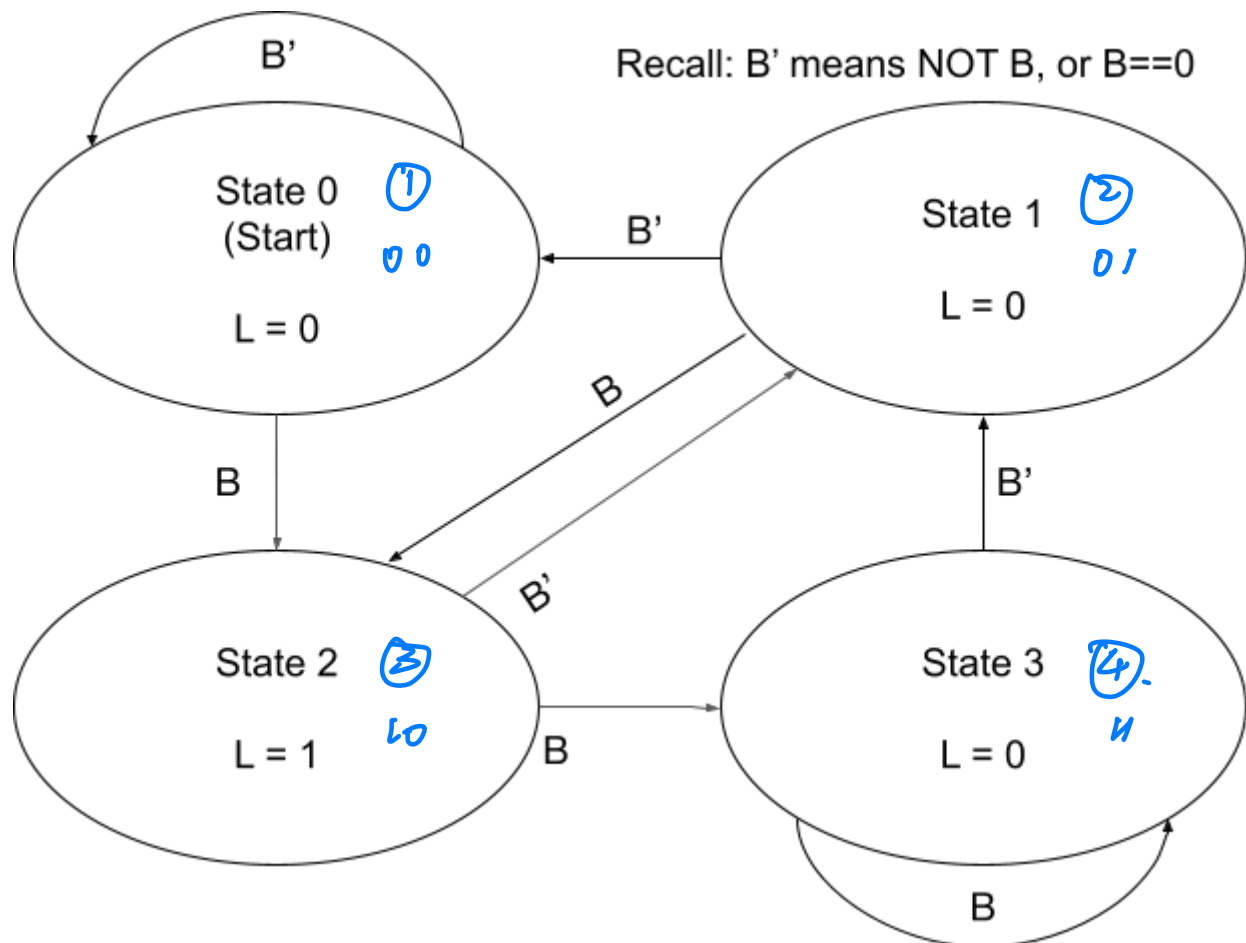 B’
Recall: B’ means NOT B, or B==0
State 0 ①
(Start) 00
L = 0
State 1 ②
01
L = 0
B’
B
B
B’
B’
State 2 ③
10
L = 1
State 3 ④
11
L = 0
B
B